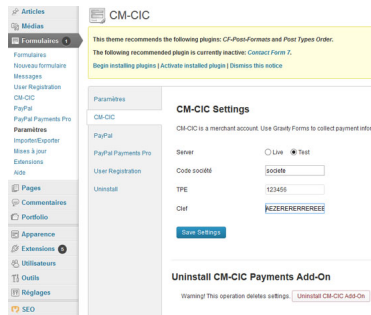 Articles
Médias
Formulaires 1
Formulaires
Nouveau formulaire
Messages
User Registration
CM-CIC
PayPal
PayPal Payments Pro
Paramètres
Importer/Exporter
Mises à jour
Extensions
Aide
Pages
Commentaires
Portfolio
Apparence
Extensions 6
Utilisateurs
Outils
Réglages
SEO
CM-CIC
This theme recommends the following plugins: CF-Post-Formats and Post Types Order.
The following recommended plugin is currently inactive: Contact Form 7.
Begin installing plugins | Activate installed plugin | Dismiss this notice
Paramètres
CM-CIC
PayPal
PayPal Payments Pro
User Registration
Uninstall
CM-CIC Settings
CM-CIC is a merchant account. Use Gravity Forms to collect payment infor
Server Live Test
Code société societe
TPE 123456
Clef
Save Settings
Uninstall CM-CIC Payments Add-On
Warning! This operation deletes settings. Uninstall CM-CIC Add-On